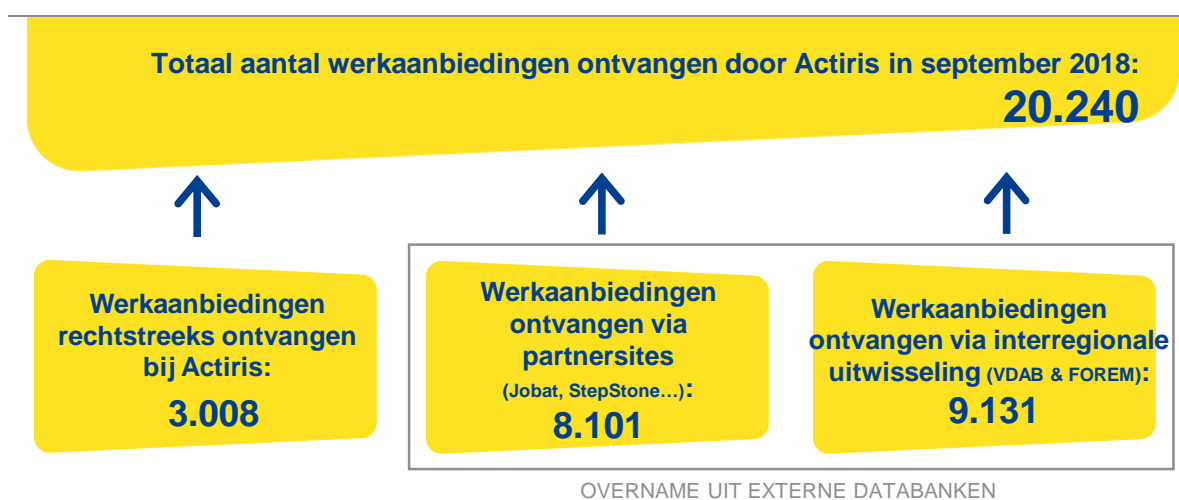 Totaal aantal werkaanbiedingen ontvangen door Actiris in september 2018:
20.240
Werkaanbiedingen
rechtstreeks ontvangen
bij Actiris:
3.008
Werkaanbiedingen
ontvangen via
partnersites
(Jobat, StepStone…):
8.101
Werkaanbiedingen
ontvangen via interregionale
uitwisseling (VDAB & FOREM):
9.131
OVERNAME UIT EXTERNE DATABANKEN